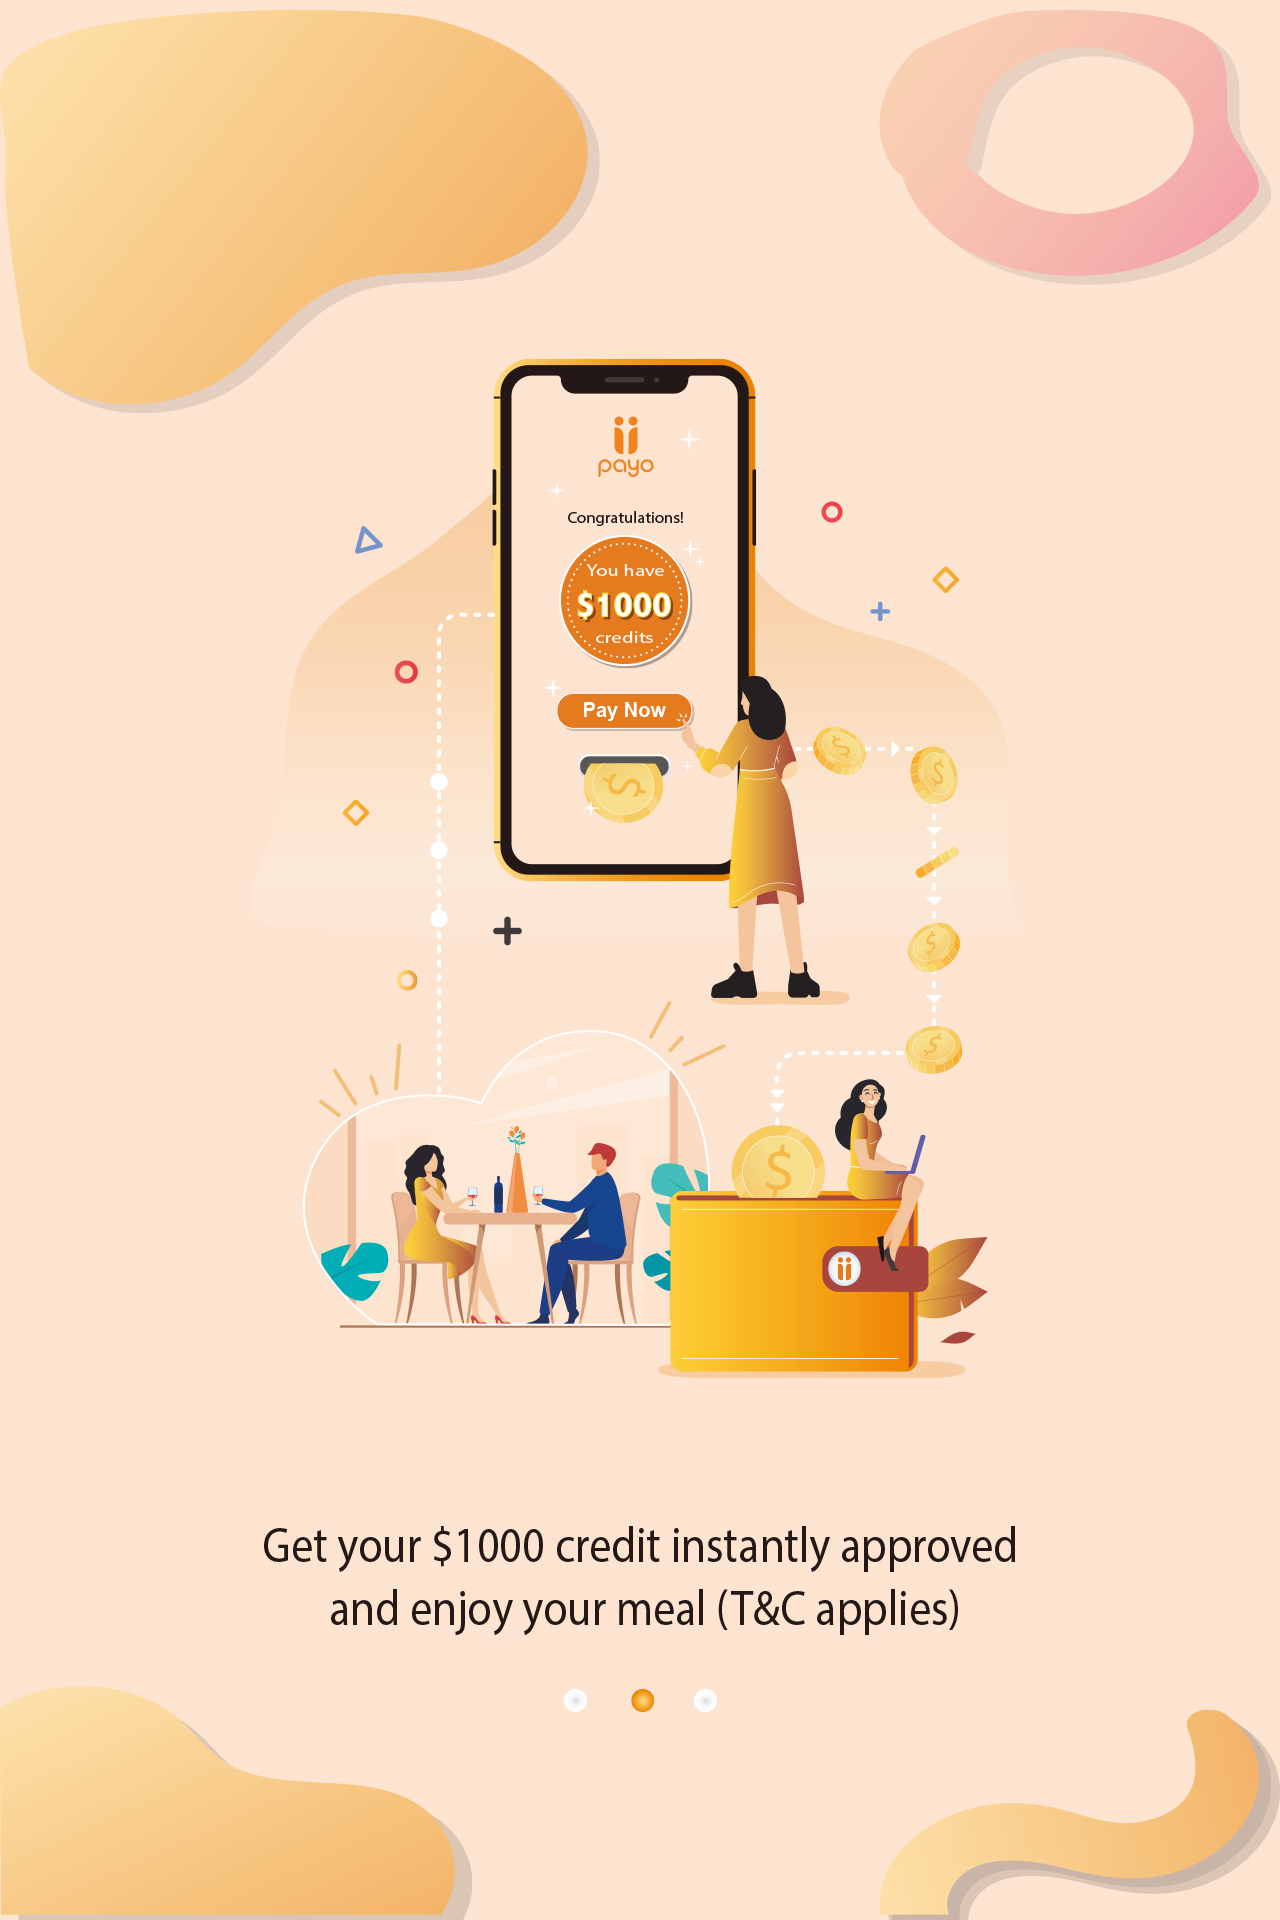 payo
Congratulations!
You have
$1000
credits
Pay Now
$
$
$
$
$
$
Get your $1000 credit instantly approved
and enjoy your meal (T&C applies)